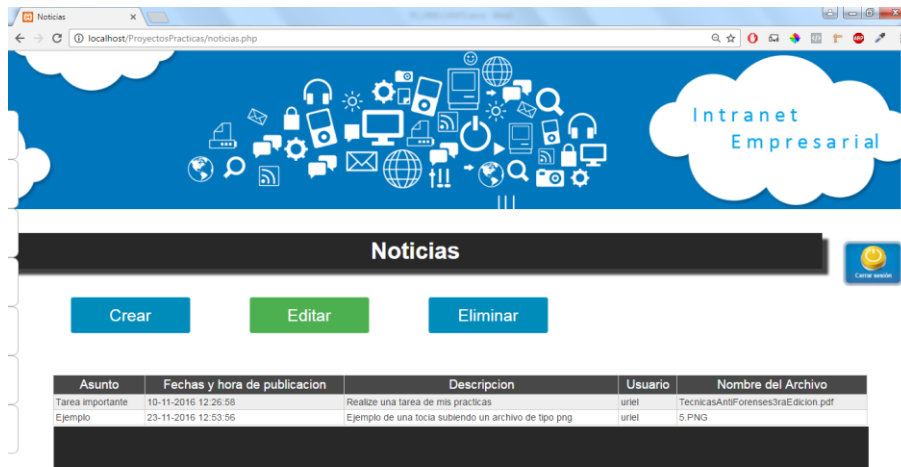 Noticias
localhost/ProyectosPracticas/noticias.php
Intranet
Empresarial
Noticias
Cerrar sesión
Crear Editar Eliminar
Asunto Fechas y hora de publicacion Descripcion Usuario Nombre del Archivo
Tarea importante 10-11-2016 12:26:58 Realize una tarea de mis practicas uriel TecnicasAntiForenses3raEdicion.pdf
Ejemplo 23-11-2016 12:53:56 Ejemplo de una tocia subiendo un archivo de tipo png uriel 5.PNG